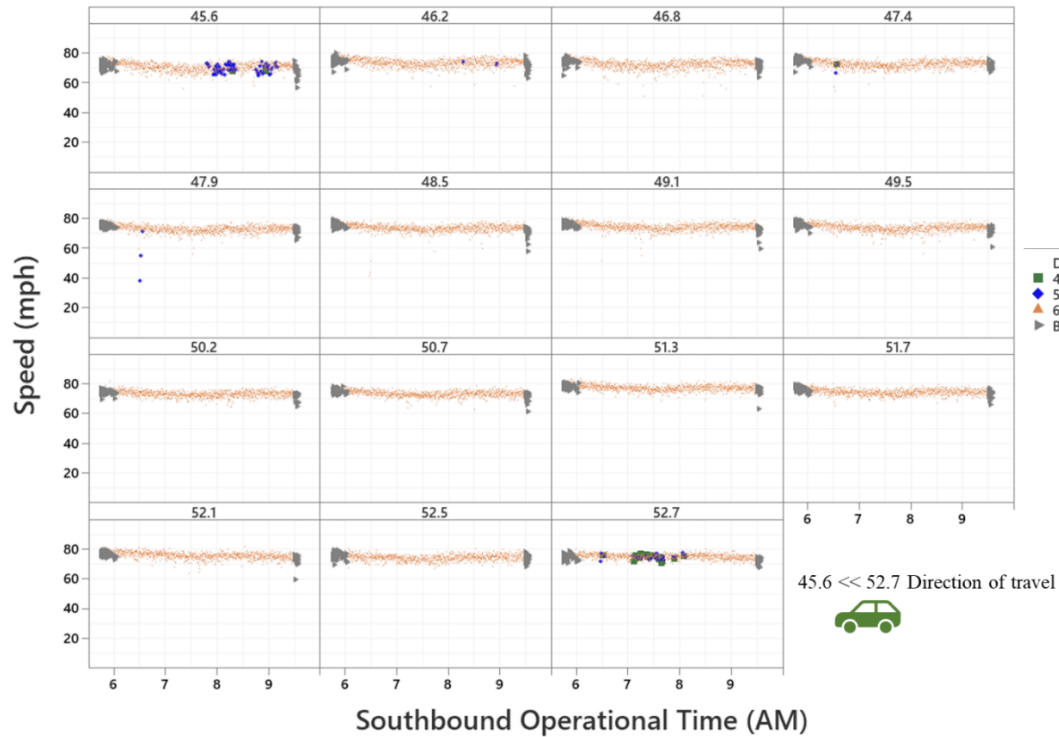 45.6 46.2 46.8 47.4
80
60
40
20
47.9 48.5 49.1 49.5
80
60
40
20
D
4
5
6
B
50.2 50.7 51.3 51.7
80
60
40
20
6 7 8 9
52.1 52.5 52.7
80
60
40
20
45.6 << 52.7 Direction of travel
6 7 8 9 6 7 8 9 6 7 8 9
Speed (mph)
Southbound Operational Time (AM)